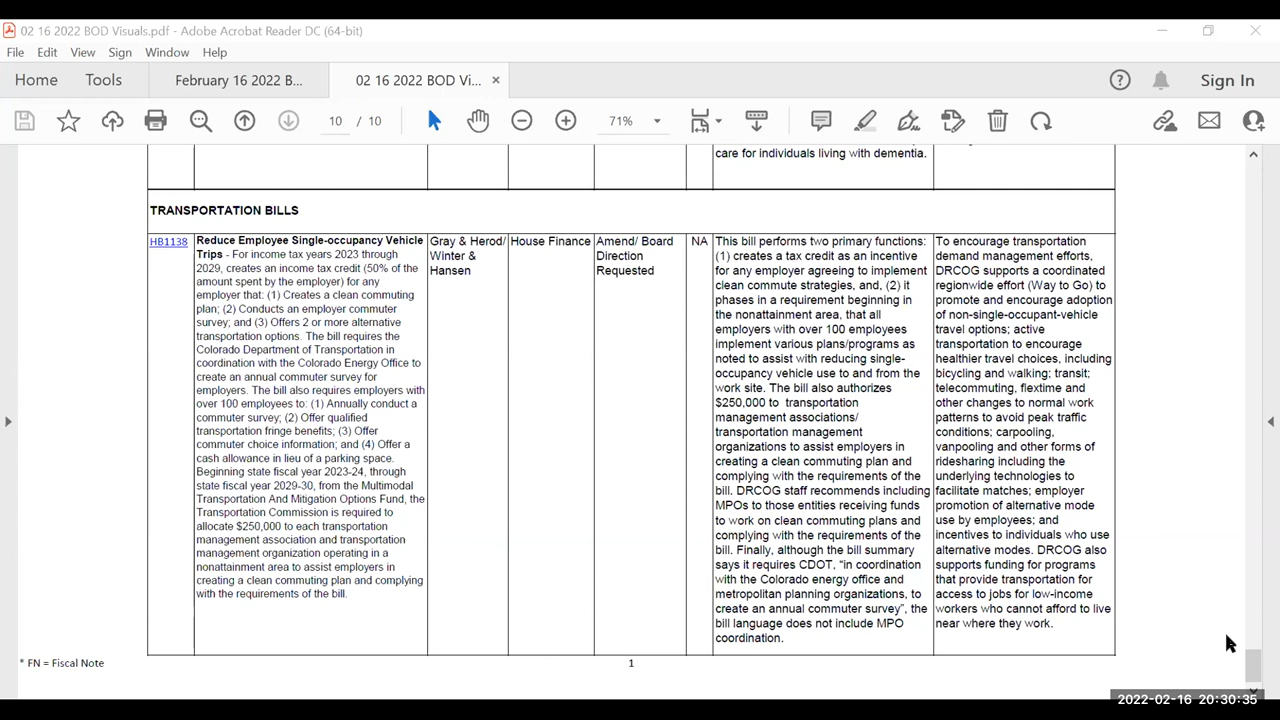 02 16 2022 BOD Visuals.pdf - Adobe Acrobat Reader DC (64-bit)
File Edit View Sign Window Help
Home Tools February 16 2022 B... 02 16 2022 BOD Vi... × Sign In
10 / 10 71%
care for individuals living with dementia.
TRANSPORTATION BILLS
HB1138
Reduce Employee Single-occupancy Vehicle
Trips - For income tax years 2023 through
2029, creates an income tax credit (50% of the
amount spent by the employer) for any
employer that: (1) Creates a clean commuting
plan; (2) Conducts an employer commuter
survey; and (3) Offers 2 or more alternative
transportation options. The bill requires the
Colorado Department of Transportation in
coordination with the Colorado Energy Office to
create an annual commuter survey for
employers. The bill also requires employers with
over 100 employees to: (1) Annually conduct a
commuter survey; (2) Offer qualified
transportation fringe benefits; (3) Offer
commuter choice information; and (4) Offer a
cash allowance in lieu of a parking space.
Beginning state fiscal year 2023-24, through
state fiscal year 2029-30, from the Multimodal
Transportation And Mitigation Options Fund, the
Transportation Commission is required to
allocate $250,000 to each transportation
management association and transportation
management organization operating in a
nonattainment area to assist employers in
creating a clean commuting plan and complying
with the requirements of the bill.
Gray & Herod/
Winter &
Hansen
House Finance
Amend/ Board
Direction
Requested
NA
This bill performs two primary functions:
(1) creates a tax credit as an incentive
for any employer agreeing to implement
clean commute strategies, and, (2) it
phases in a requirement beginning in
the nonattainment area, that all
employers with over 100 employees
implement various plans/programs as
noted to assist with reducing single-
occupancy vehicle use to and from the
work site. The bill also authorizes
$250,000 to transportation
management associations/
transportation management
organizations to assist employers in
creating a clean commuting plan and
complying with the requirements of the
bill. DRCOG staff recommends including
MPOs to those entities receiving funds
to work on clean commuting plans and
complying with the requirements of the
bill. Finally, although the bill summary
says it requires CDOT, “in coordination
with the Colorado energy office and
metropolitan planning organizations, to
create an annual commuter survey”, the
bill language does not include MPO
coordination.
To encourage transportation
demand management efforts,
DRCOG supports a coordinated
regionwide effort (Way to Go) to
promote and encourage adoption
of non-single-occupant-vehicle
travel options; active
transportation to encourage
healthier travel choices, including
bicycling and walking; transit;
telecommuting, flextime and
other changes to normal work
patterns to avoid peak traffic
conditions; carpooling,
vanpooling and other forms of
ridesharing including the
underlying technologies to
facilitate matches; employer
promotion of alternative mode
use by employees; and
incentives to individuals who use
alternative modes. DRCOG also
supports funding for programs
that provide transportation for
access to jobs for low-income
workers who cannot afford to live
near where they work.
* FN = Fiscal Note 1
2022-02-16 20:30:35